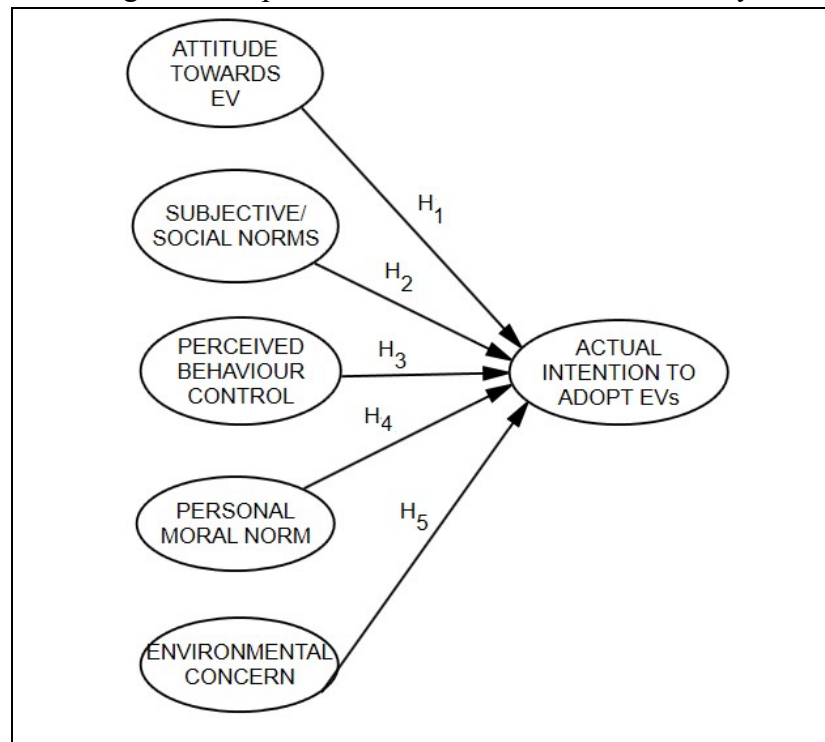 ATTITUDE
TOWARDS
EV
H1
SUBJECTIVE/
SOCIAL NORMS
H2
PERCEIVED
BEHAVIOUR
CONTROL
H3
ACTUAL
INTENTION TO
ADOPT EVs
H4
PERSONAL
MORAL NORM
H5
ENVIRONMENTAL
CONCERN